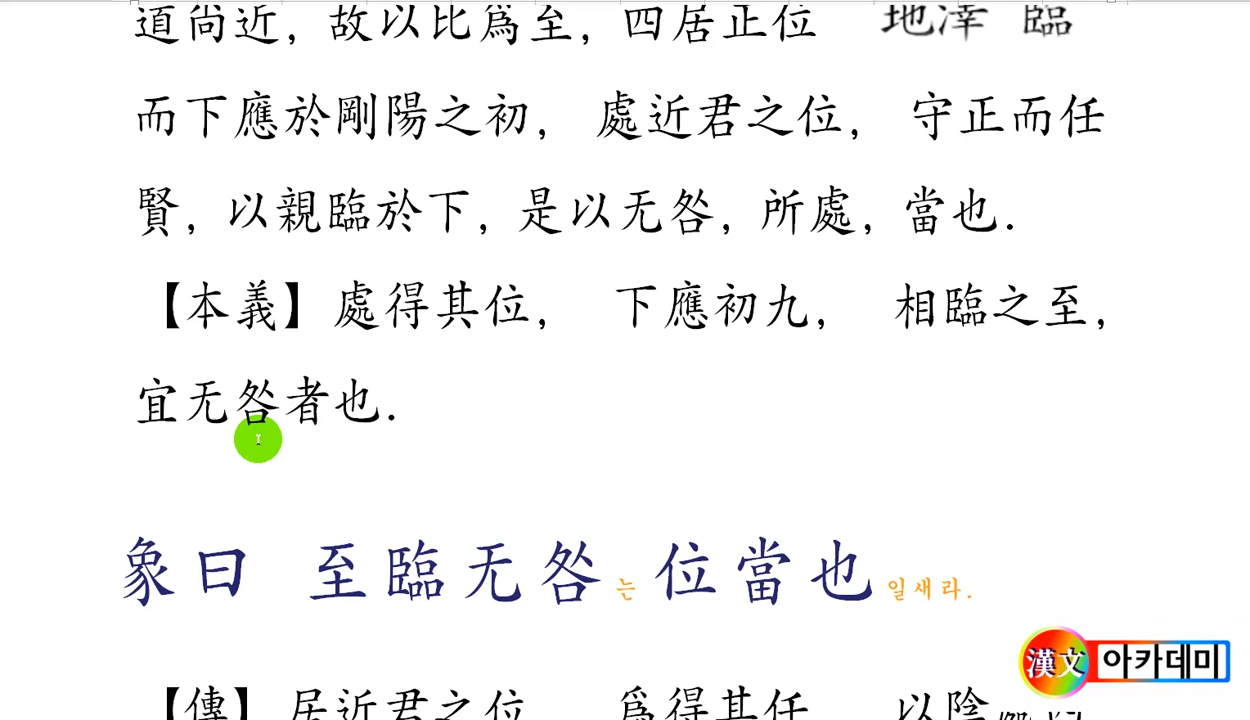 道尙近, 故以比爲至, 四居正位 地澤 臨
而下應於剛陽之初, 處近君之位, 守正而任
賢, 以親臨於下, 是以无咎, 所處, 當也.
【本義】處得其位, 下應初九, 相臨之至,
宜无咎者也.
象曰 至臨无咎는 位當也일새라.
漢文 아카데미
【傳】居近君之位, 爲得其任, 以陰